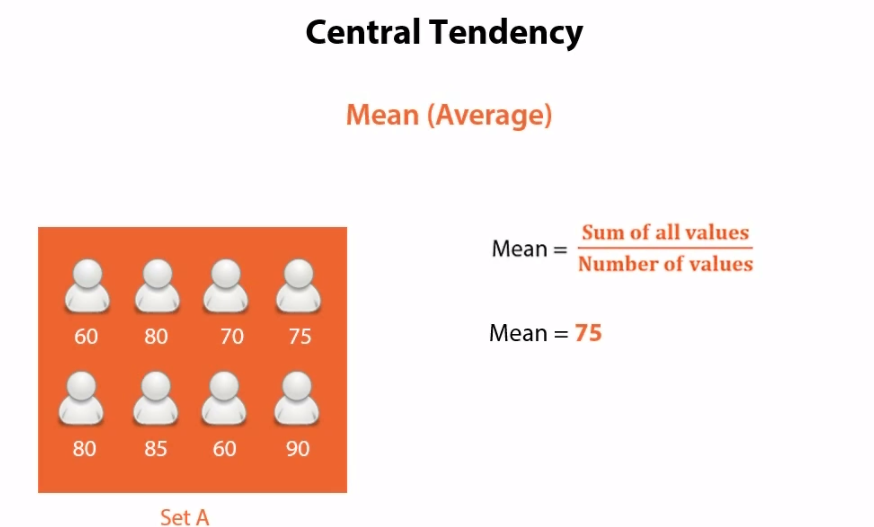 Central Tendency
Mean (Average)
60 80 70 75
80 85 60 90
Set A
Mean = Sum of all values
Number of values
Mean = 75